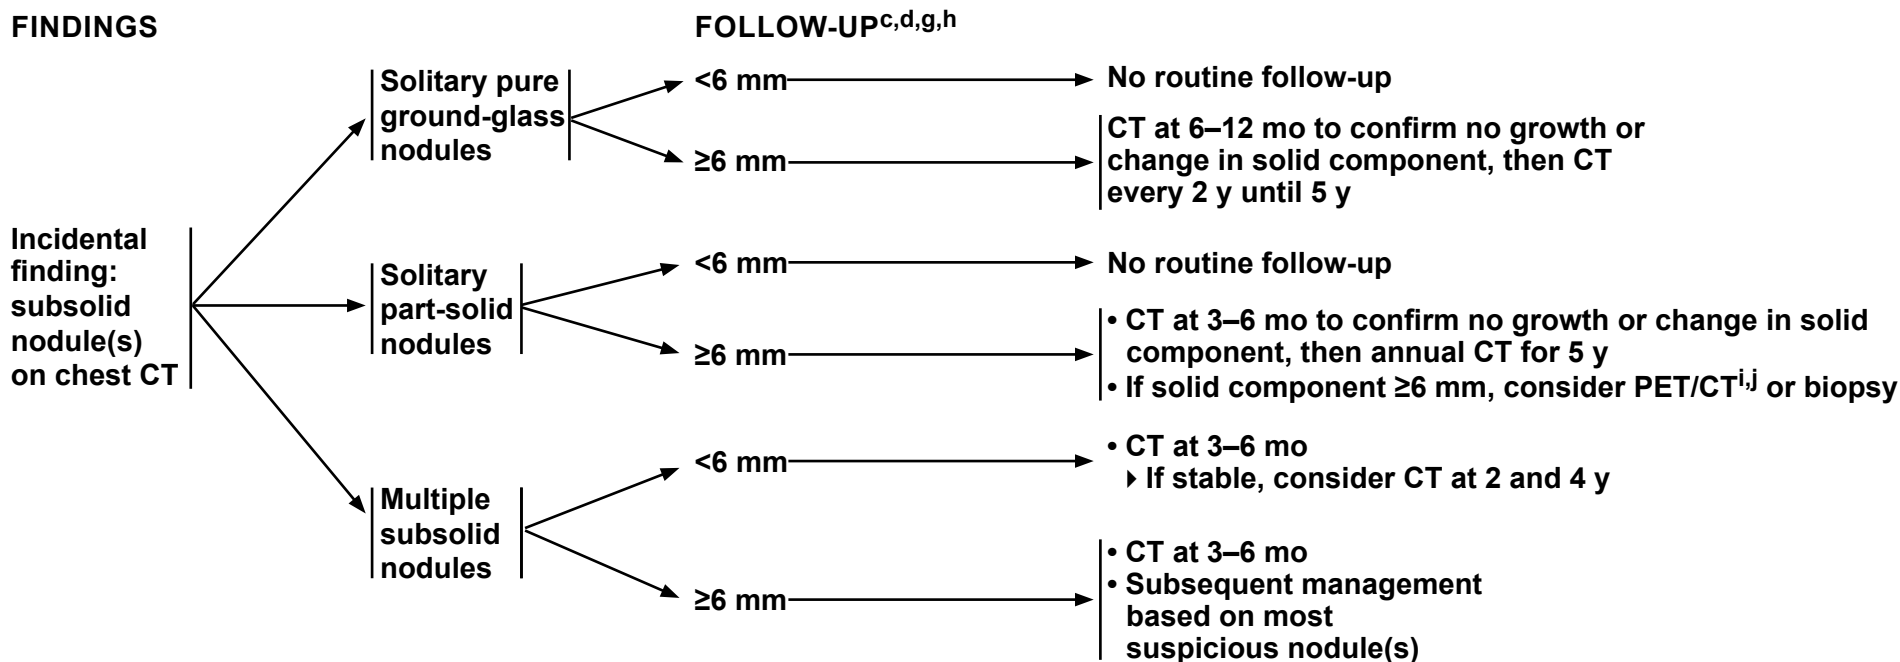 FINDINGS
FOLLOW-UPc,d,g,h
Incidental
finding:
subsolid
nodule(s)
on chest CT
Solitary pure
ground-glass
nodules
<6 mm
No routine follow-up
≥6 mm
CT at 6–12 mo to confirm no growth or
change in solid component, then CT
every 2 y until 5 y
Solitary
part-solid
nodules
<6 mm
No routine follow-up
≥6 mm
• CT at 3–6 mo to confirm no growth or change in solid
component, then annual CT for 5 y
• If solid component ≥6 mm, consider PET/CTi,j or biopsy
Multiple
subsolid
nodules
<6 mm
• CT at 3–6 mo
‣ If stable, consider CT at 2 and 4 y
≥6 mm
• CT at 3–6 mo
• Subsequent management
based on most
suspicious nodule(s)